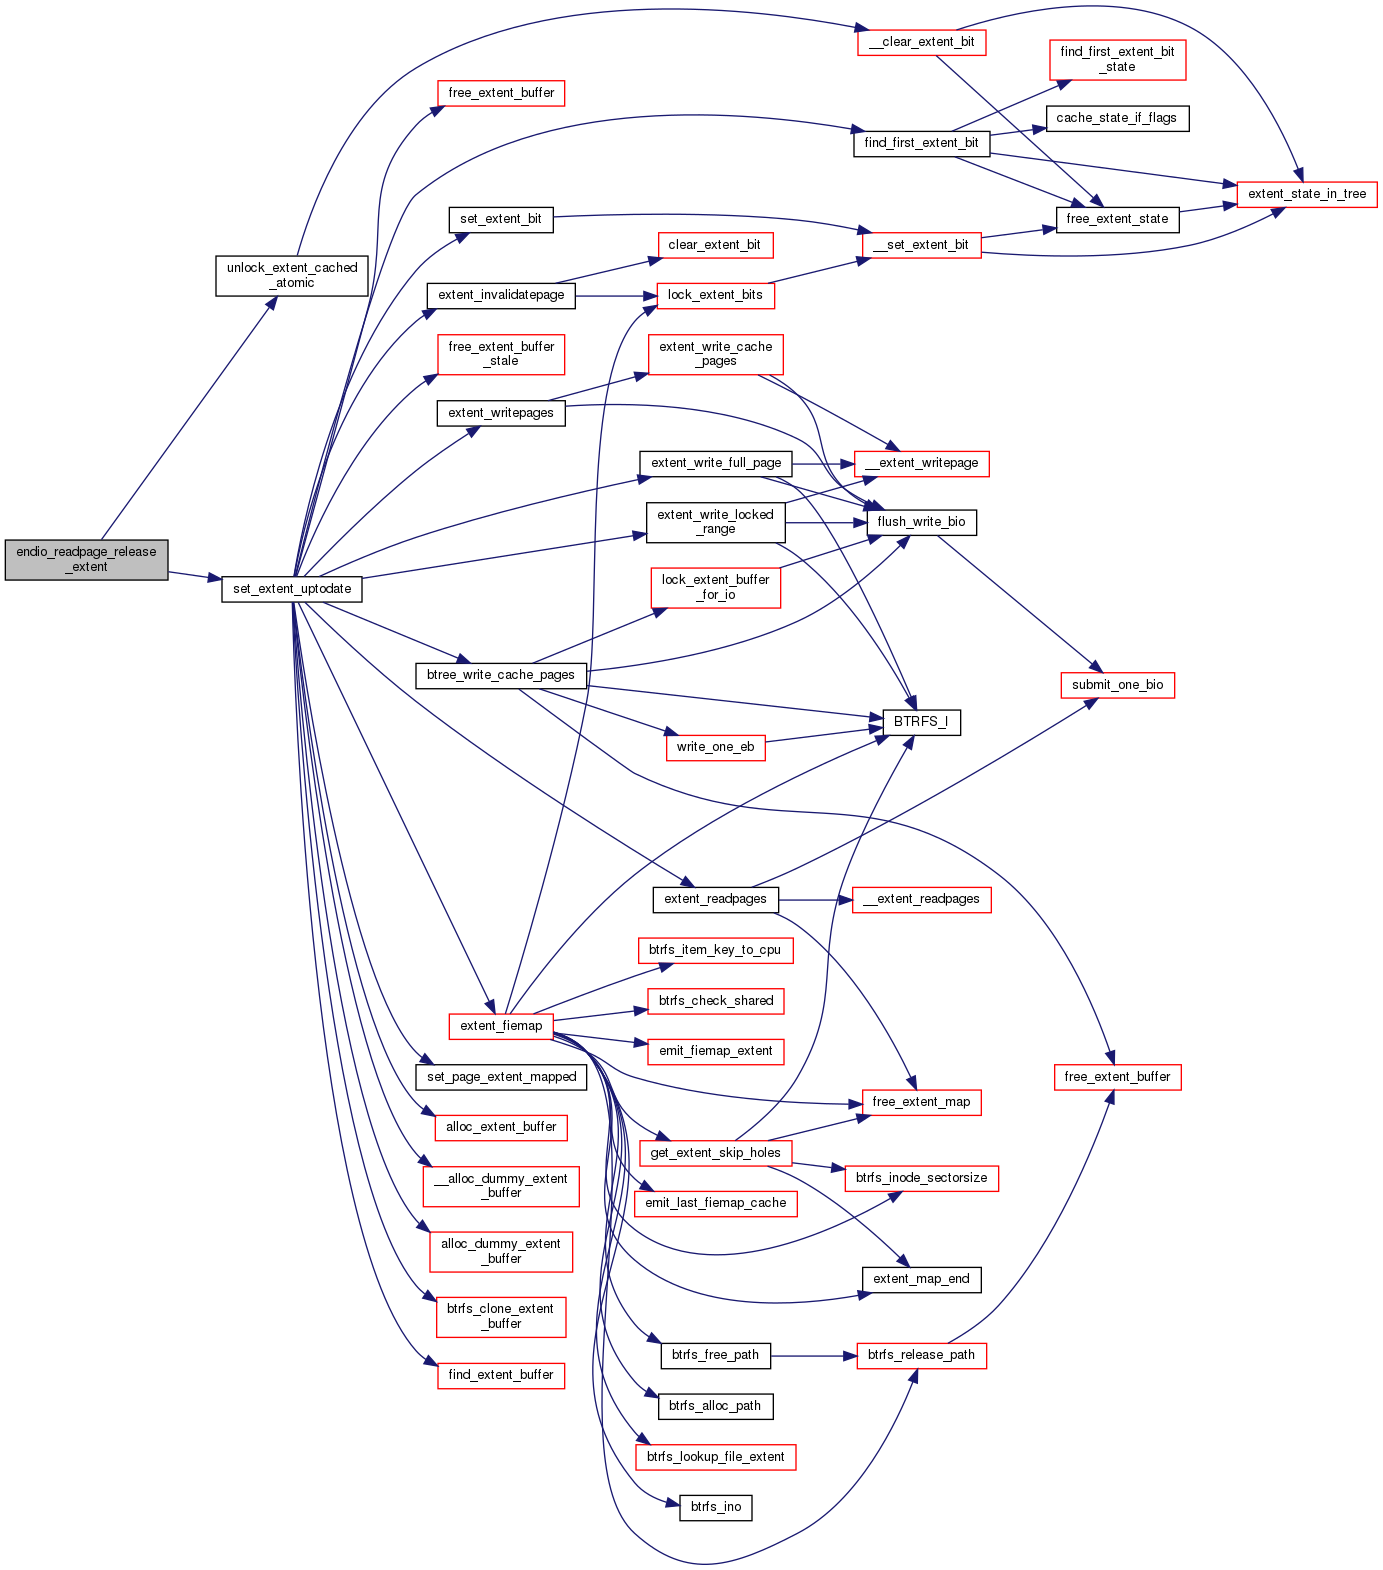 __clear_extent_bit
find_first_extent_bit
_state
free_extent_buffer
cache_state_if_flags
find_first_extent_bit
extent_state_in_tree
set_extent_bit
free_extent_state
clear_extent_bit
__set_extent_bit
unlock_extent_cached
_atomic
extent_invalidatepage
lock_extent_bits
free_extent_buffer
_stale
extent_write_cache
_pages
extent_writepages
extent_write_full_page
__extent_writepage
extent_write_locked
_range
flush_write_bio
endio_readpage_release
_extent
set_extent_uptodate
lock_extent_buffer
_for_io
btree_write_cache_pages
submit_one_bio
BTRFS_I
write_one_eb
extent_readpages
__extent_readpages
btrfs_item_key_to_cpu
btrfs_check_shared
extent_fiemap
emit_fiemap_extent
set_page_extent_mapped
free_extent_buffer
free_extent_map
alloc_extent_buffer
get_extent_skip_holes
__alloc_dummy_extent
_buffer
btrfs_inode_sectorsize
emit_last_fiemap_cache
alloc_dummy_extent
_buffer
extent_map_end
btrfs_clone_extent
_buffer
btrfs_free_path
btrfs_release_path
find_extent_buffer
btrfs_alloc_path
btrfs_lookup_file_extent
btrfs_ino